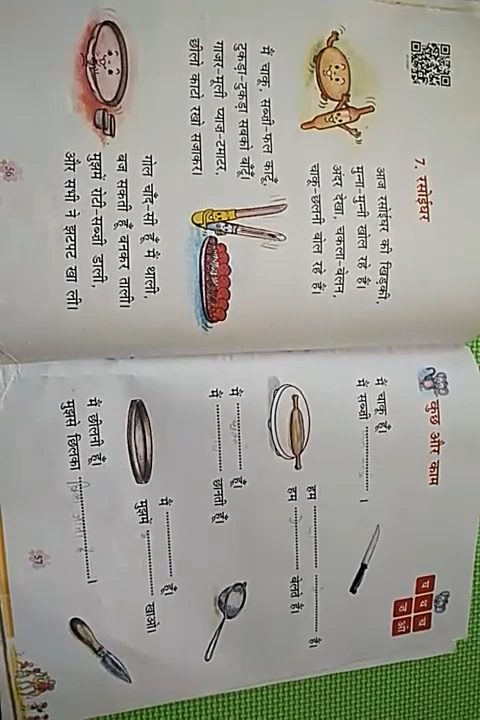 7. रसोईघर
आज रसोईघर की खिड़की,
मुन्ना-मुन्नी खोल रहे हैं।
अंदर देखा, चकला-बेलन,
चाकू-छलनी बोल रहे हैं।
मैं चाकू, सब्ज़ी-फल काटूँ,
टुकड़ा-टुकड़ा सबको बाँटूँ।
गाजर-मूली प्याज-टमाटर,
छीलो काटो रखो सजाकर।
गोल चाँद-सी हूँ मैं थाली,
बज सकती हूँ बनकर ताली।
मुझमें रोटी-सब्ज़ी डाली,
और सभी ने झटपट खा ली।
56
कुछ और काम
मैं चाकू हूँ।
मैं सब्ज़ी ।
हम हैं।
हम बेलते हैं।
मैं हूँ।
मैं छानती हूँ।
मैं हूँ।
मुझमें खाओ।
मैं छीलनी हूँ।
मुझसे छिलका ।
57